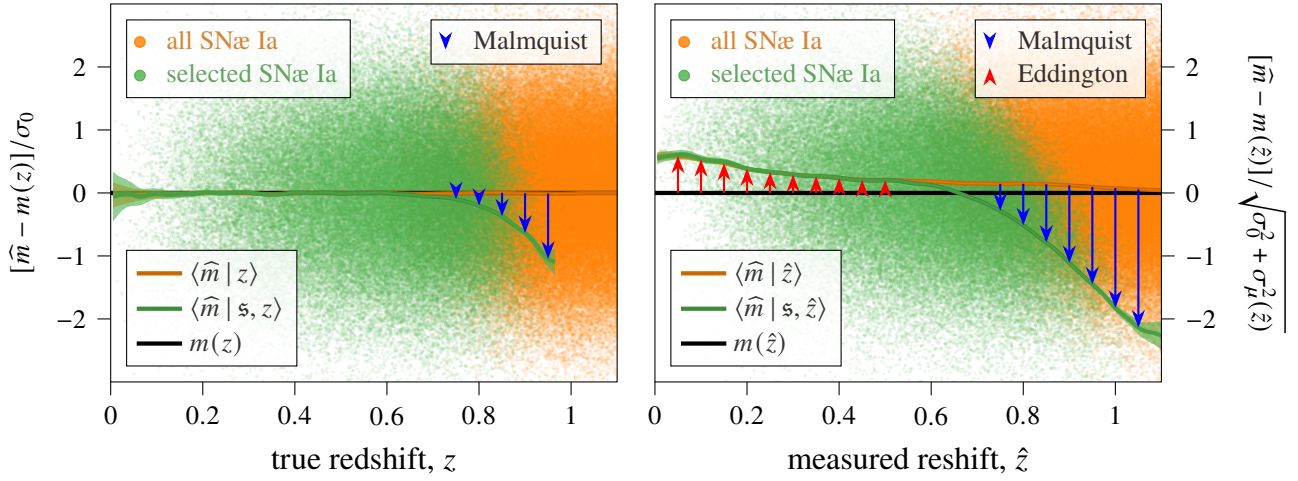 [m̂ − m(z)]/σ₀
2
1
0
−1
−2
all SNæ Ia
selected SNæ Ia
Malmquist
⟨m̂ | z⟩
⟨m̂ | 𝔰, z⟩
m(z)
0
0.2
0.4
0.6
0.8
1
true redshift, z
all SNæ Ia
selected SNæ Ia
Malmquist
Eddington
⟨m̂ | ẑ⟩
⟨m̂ | 𝔰, ẑ⟩
m(ẑ)
0
0.2
0.4
0.6
0.8
1
measured reshift, ẑ
2
1
0
−1
−2
[m̂ − m(ẑ)]/√(σ₀² + σ²_μ̂(ẑ))